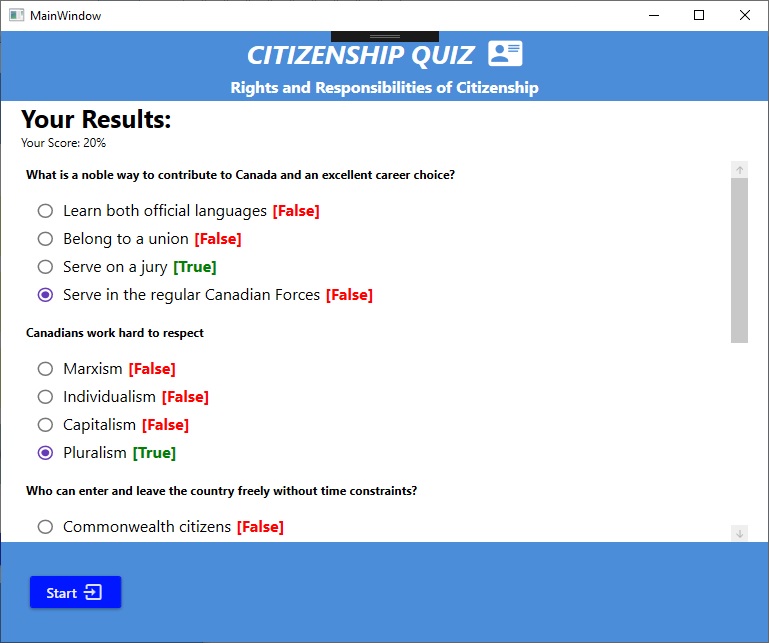 MainWindow
CITIZENSHIP QUIZ
Rights and Responsibilities of Citizenship
Your Results:
Your Score: 20%
What is a noble way to contribute to Canada and an excellent career choice?
Learn both official languages [False]
Belong to a union [False]
Serve on a jury [True]
Serve in the regular Canadian Forces [False]
Canadians work hard to respect
Marxism [False]
Individualism [False]
Capitalism [False]
Pluralism [True]
Who can enter and leave the country freely without time constraints?
Commonwealth citizens [False]
Start